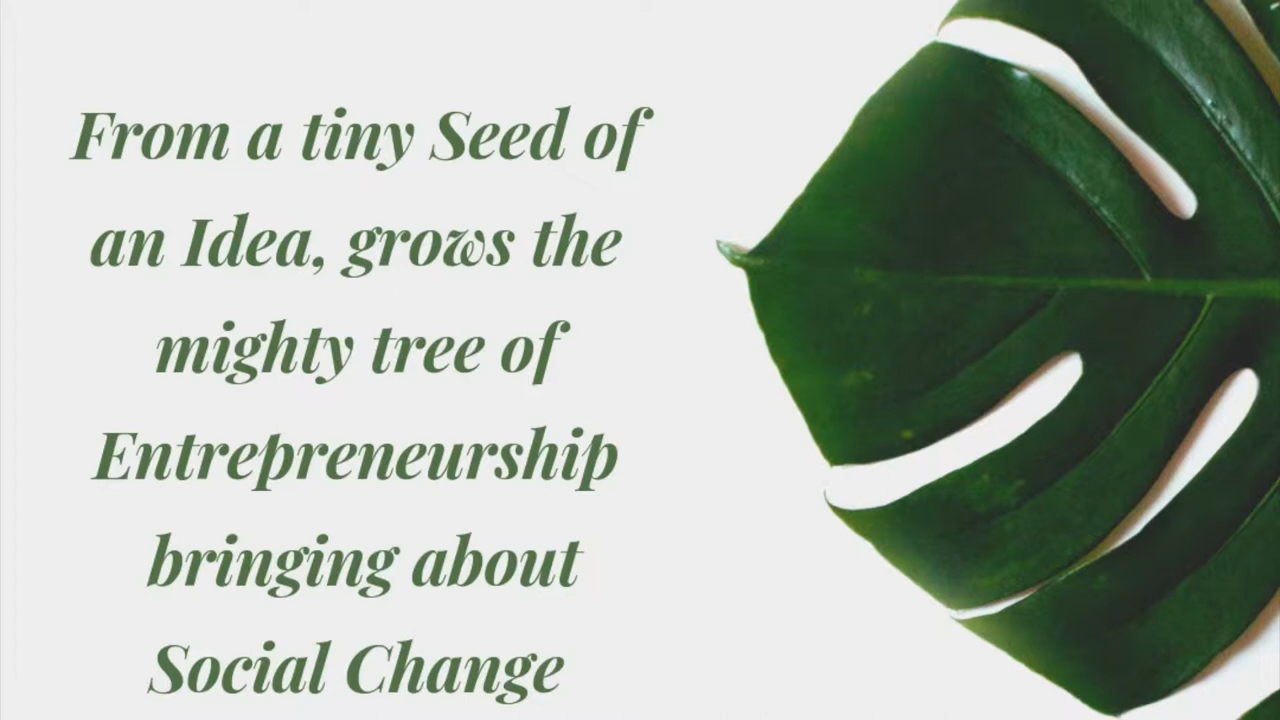 From a tiny Seed of
an Idea, grows the
mighty tree of
Entrepreneurship
bringing about
Social Change